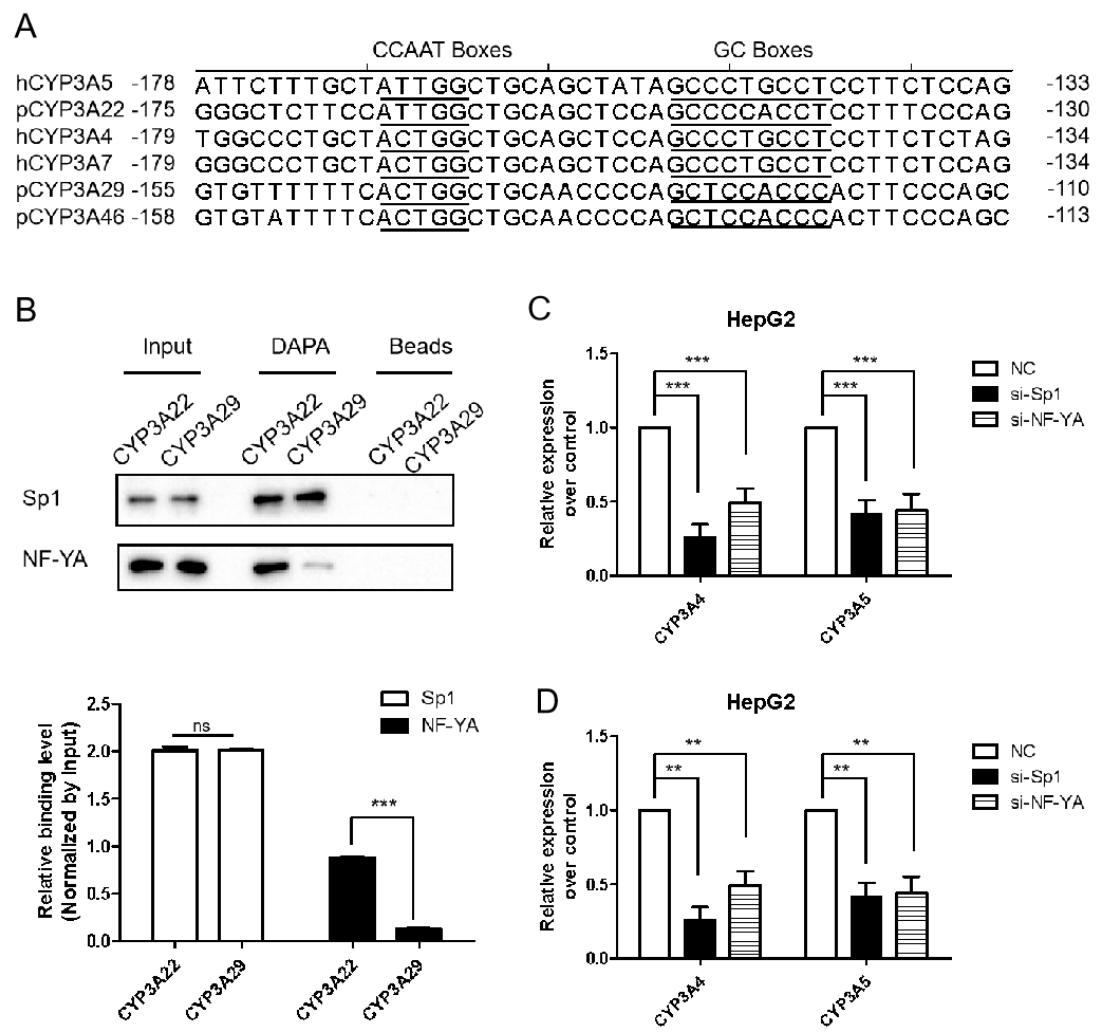 A
CCAAT Boxes GC Boxes
hCYP3A5 -178 ATTCTTTGCTATTGGCTGCAGCTATAGCCCTGCCTCCTTCTCCAG -133
pCYP3A22 -175 GGGCTCTTCCATTGGCTGCAGCTCCAGCCCCACCTCCTTTCCCAG -130
hCYP3A4 -179 TGGCCCTGCTACTGGCTGCAGCTCCAGCCCTGCCTCCTTCTCTAG -134
hCYP3A7 -179 GGGCCCTGCTACTGGCTGCAGCTCCAGCCCTGCCTCCTTCTCCAG -134
pCYP3A29 -155 GTGTTTTTTCACTGGCTGCAACCCCAGCTCCACCCACTTCCCAGC -110
pCYP3A46 -158 GTGTATTTTCACTGGCTGCAACCCCAGCTCCACCCACTTCCCAGC -113
B
Input DAPA Beads
CYP3A22 CYP3A29 CYP3A22 CYP3A29 CYP3A22 CYP3A29
Sp1
NF-YA
Relative binding level
(Normalized by Input)
2.5
2.0
1.5
1.0
0.5
0.0
ns
***
Sp1
NF-YA
CYP3A22 CYP3A29 CYP3A22 CYP3A29
C
HepG2
Relative expression
over control
1.5
1.0
0.5
0.0
*** ***
*** ***
NC
si-Sp1
si-NF-YA
CYP3A4 CYP3A5
D
HepG2
Relative expression
over control
1.5
1.0
0.5
0.0
** **
** **
NC
si-Sp1
si-NF-YA
CYP3A4 CYP3A5